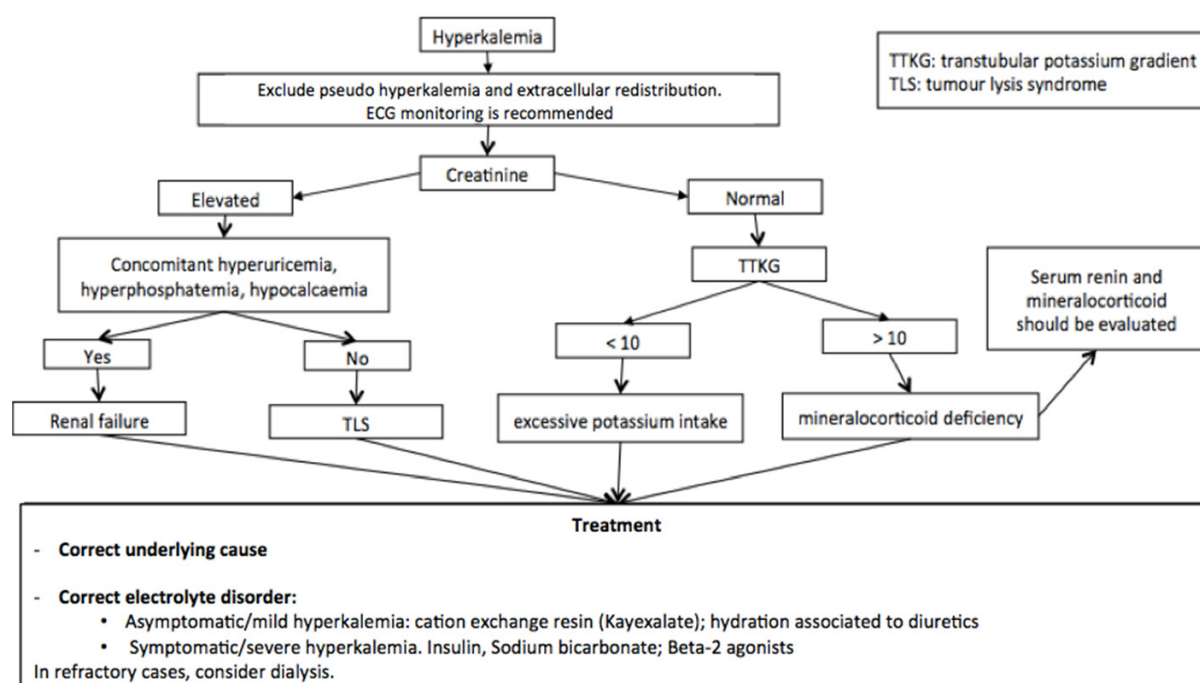 Hyperkalemia
TTKG: transtubular potassium gradient
TLS: tumour lysis syndrome
Exclude pseudo hyperkalemia and extracellular redistribution.
ECG monitoring is recommended
Creatinine
Elevated
Normal
Concomitant hyperuricemia,
hyperphosphatemia, hypocalcaemia
TTKG
Serum renin and
mineralocorticoid
should be evaluated
Yes
No
< 10
> 10
Renal failure
TLS
excessive potassium intake
mineralocorticoid deficiency
Treatment
- Correct underlying cause
- Correct electrolyte disorder:
• Asymptomatic/mild hyperkalemia: cation exchange resin (Kayexalate); hydration associated to diuretics
• Symptomatic/severe hyperkalemia. Insulin, Sodium bicarbonate; Beta-2 agonists
In refractory cases, consider dialysis.